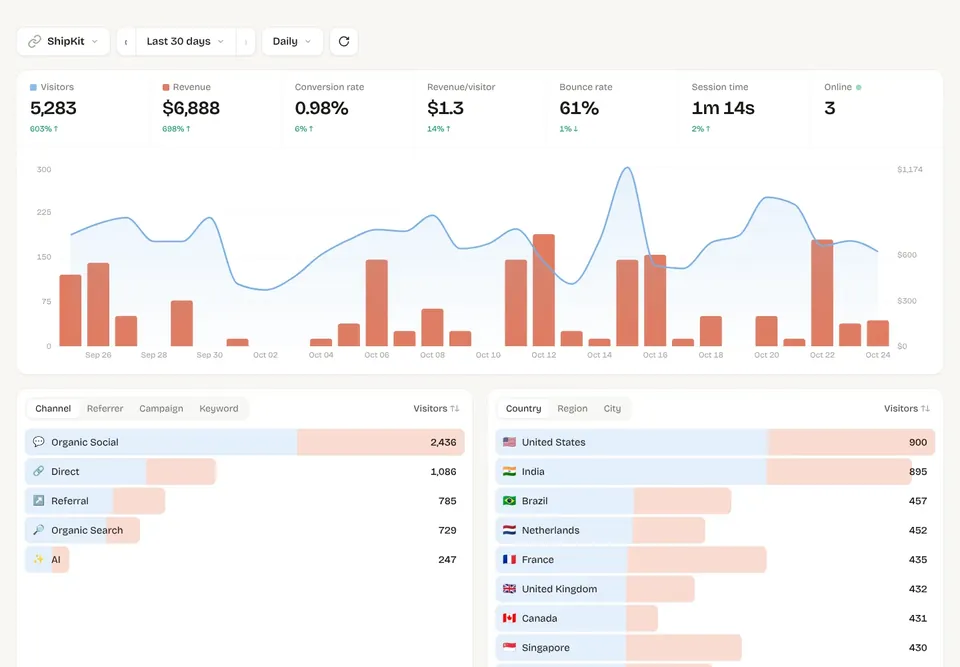 ShipKit Last 30 days Daily
Visitors Revenue Conversion rate Revenue/visitor Bounce rate Session time Online
5,283 $6,888 0.98% $1.3 61% 1m 14s 3
603%↑ 698%↑ 6%↑ 14%↑ 1%↓ 2%↑
300 $1,174
225
150 $600
75 $300
0 $0
Sep 26 Sep 28 Sep 30 Oct 02 Oct 04 Oct 06 Oct 08 Oct 10 Oct 12 Oct 14 Oct 16 Oct 18 Oct 20 Oct 22 Oct 24
Channel Referrer Campaign Keyword Visitors ↑↓
Organic Social 2,436
Direct 1,086
Referral 785
Organic Search 729
AI 247
Country Region City Visitors ↑↓
United States 900
India 895
Brazil 457
Netherlands 452
France 435
United Kingdom 432
Canada 431
Singapore 430